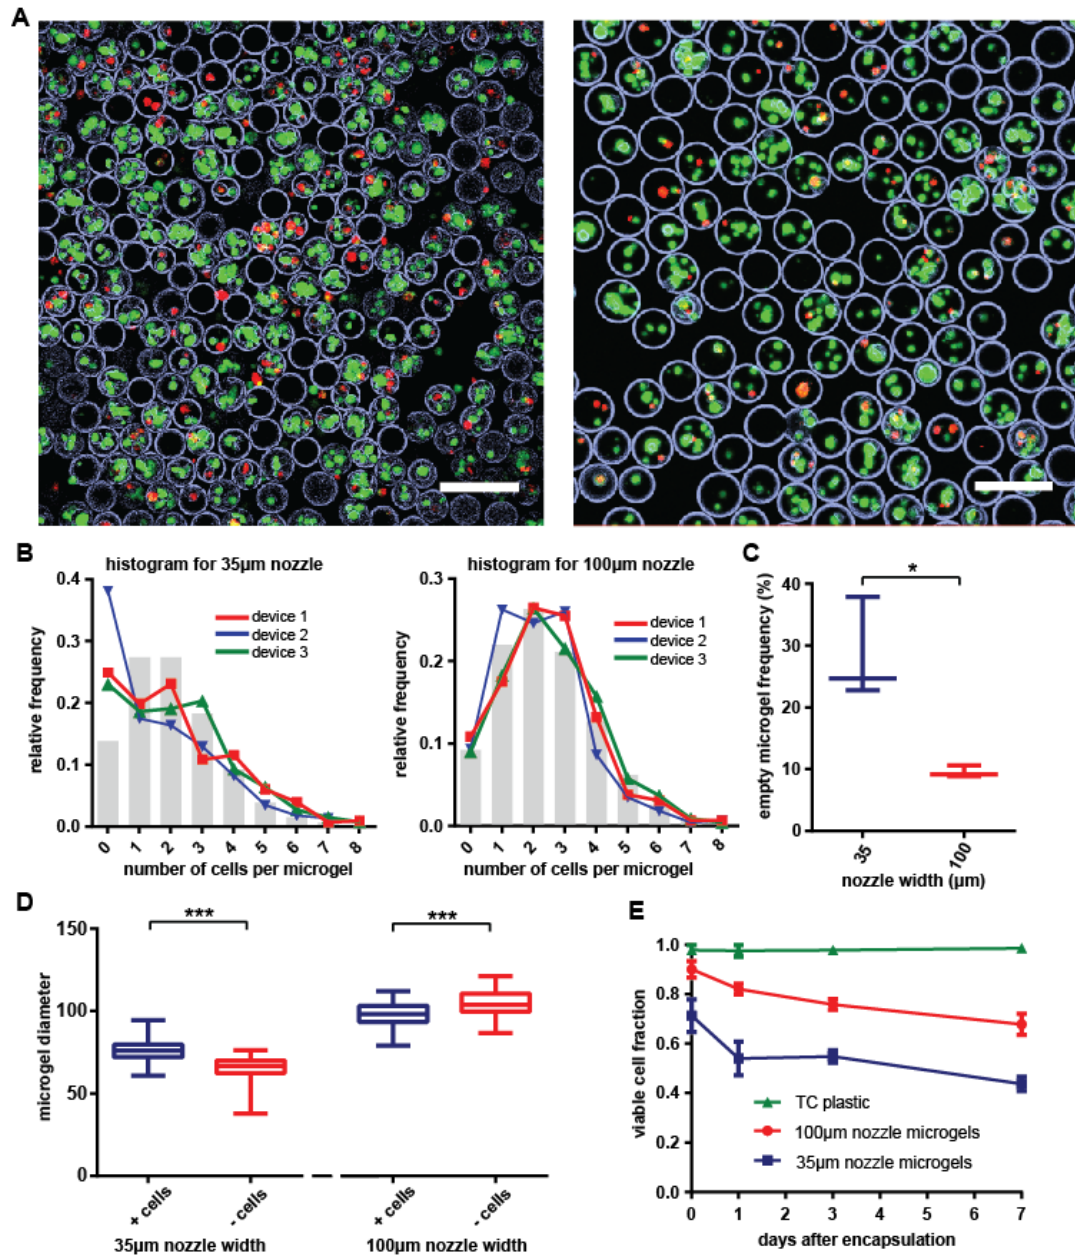 A
B
histogram for 35µm nozzle
relative frequency
0.4
0.3
0.2
0.1
0.0
device 1
device 2
device 3
0 1 2 3 4 5 6 7 8
number of cells per microgel
histogram for 100µm nozzle
relative frequency
0.3
0.2
0.1
0.0
device 1
device 2
device 3
0 1 2 3 4 5 6 7 8
number of cells per microgel
C
empty microgel frequency (%)
40
30
20
10
0
*
35 100
nozzle width (µm)
D
microgel diameter
150
100
50
0
***
***
+ cells - cells + cells - cells
35µm nozzle width 100µm nozzle width
E
viable cell fraction
1.0
0.8
0.6
0.4
0.2
0.0
TC plastic
100µm nozzle microgels
35µm nozzle microgels
0 1 2 3 4 5 6 7
days after encapsulation